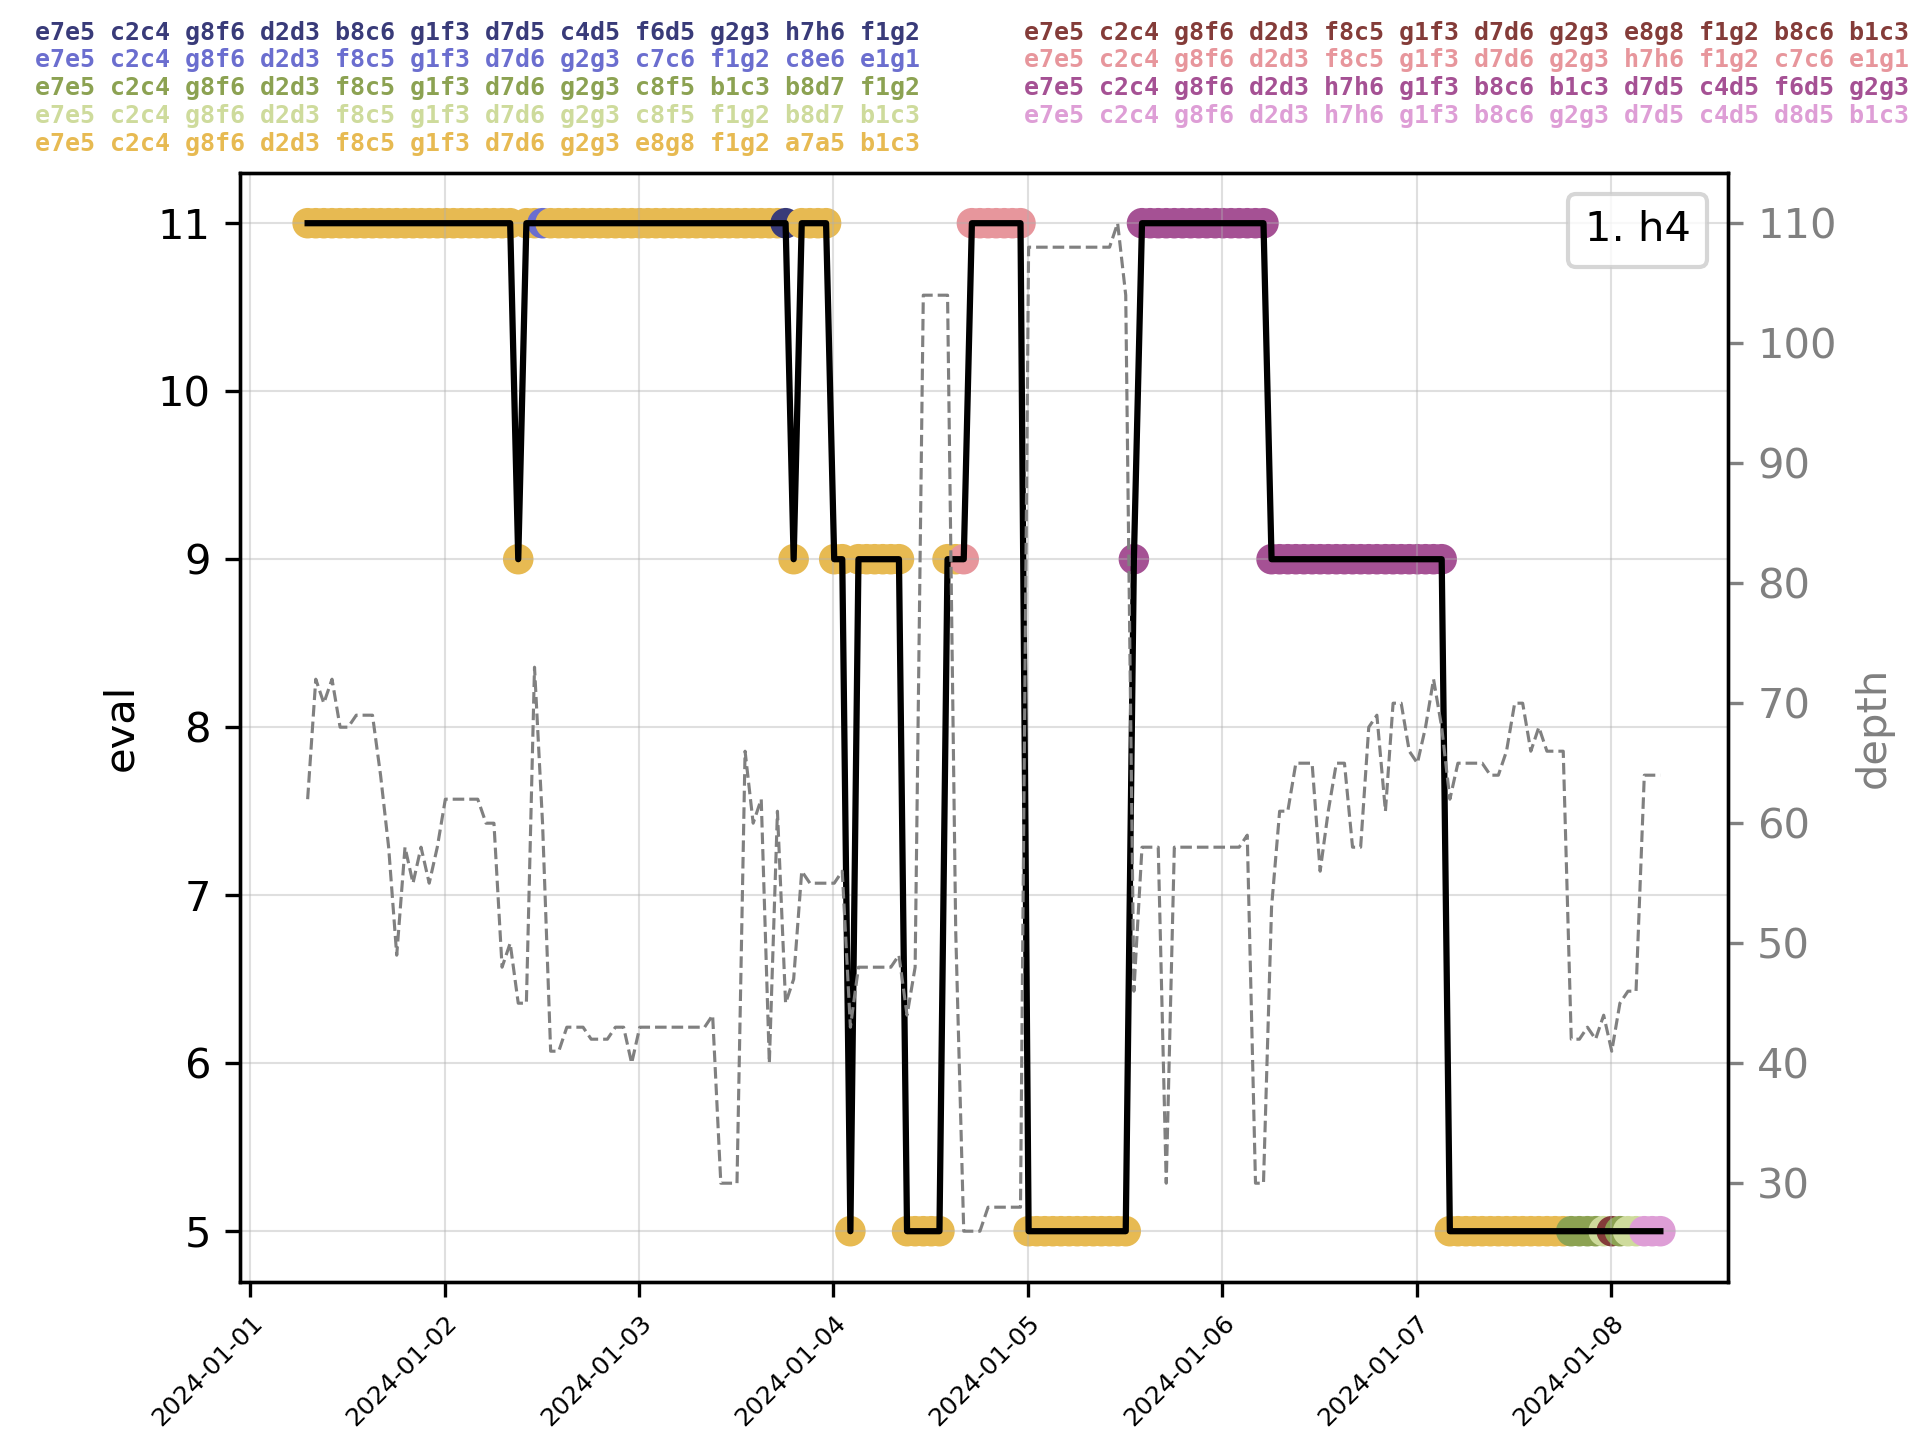 e7e5 c2c4 g8f6 d2d3 b8c6 g1f3 d7d5 c4d5 f6d5 g2g3 h7h6 f1g2
e7e5 c2c4 g8f6 d2d3 f8c5 g1f3 d7d6 g2g3 c7c6 f1g2 c8e6 e1g1
e7e5 c2c4 g8f6 d2d3 f8c5 g1f3 d7d6 g2g3 c8f5 b1c3 b8d7 f1g2
e7e5 c2c4 g8f6 d2d3 f8c5 g1f3 d7d6 g2g3 c8f5 f1g2 b8d7 b1c3
e7e5 c2c4 g8f6 d2d3 f8c5 g1f3 d7d6 g2g3 e8g8 f1g2 a7a5 b1c3
e7e5 c2c4 g8f6 d2d3 f8c5 g1f3 d7d6 g2g3 e8g8 f1g2 b8c6 b1c3
e7e5 c2c4 g8f6 d2d3 f8c5 g1f3 d7d6 g2g3 h7h6 f1g2 c7c6 e1g1
e7e5 c2c4 g8f6 d2d3 h7h6 g1f3 b8c6 b1c3 d7d5 c4d5 f6d5 g2g3
e7e5 c2c4 g8f6 d2d3 h7h6 g1f3 b8c6 g2g3 d7d5 c4d5 d8d5 b1c3
1. h4
eval
11
10
9
8
7
6
5
110
100
90
80
70
60
50
40
30
depth
2024-01-01
2024-01-02
2024-01-03
2024-01-04
2024-01-05
2024-01-06
2024-01-07
2024-01-08